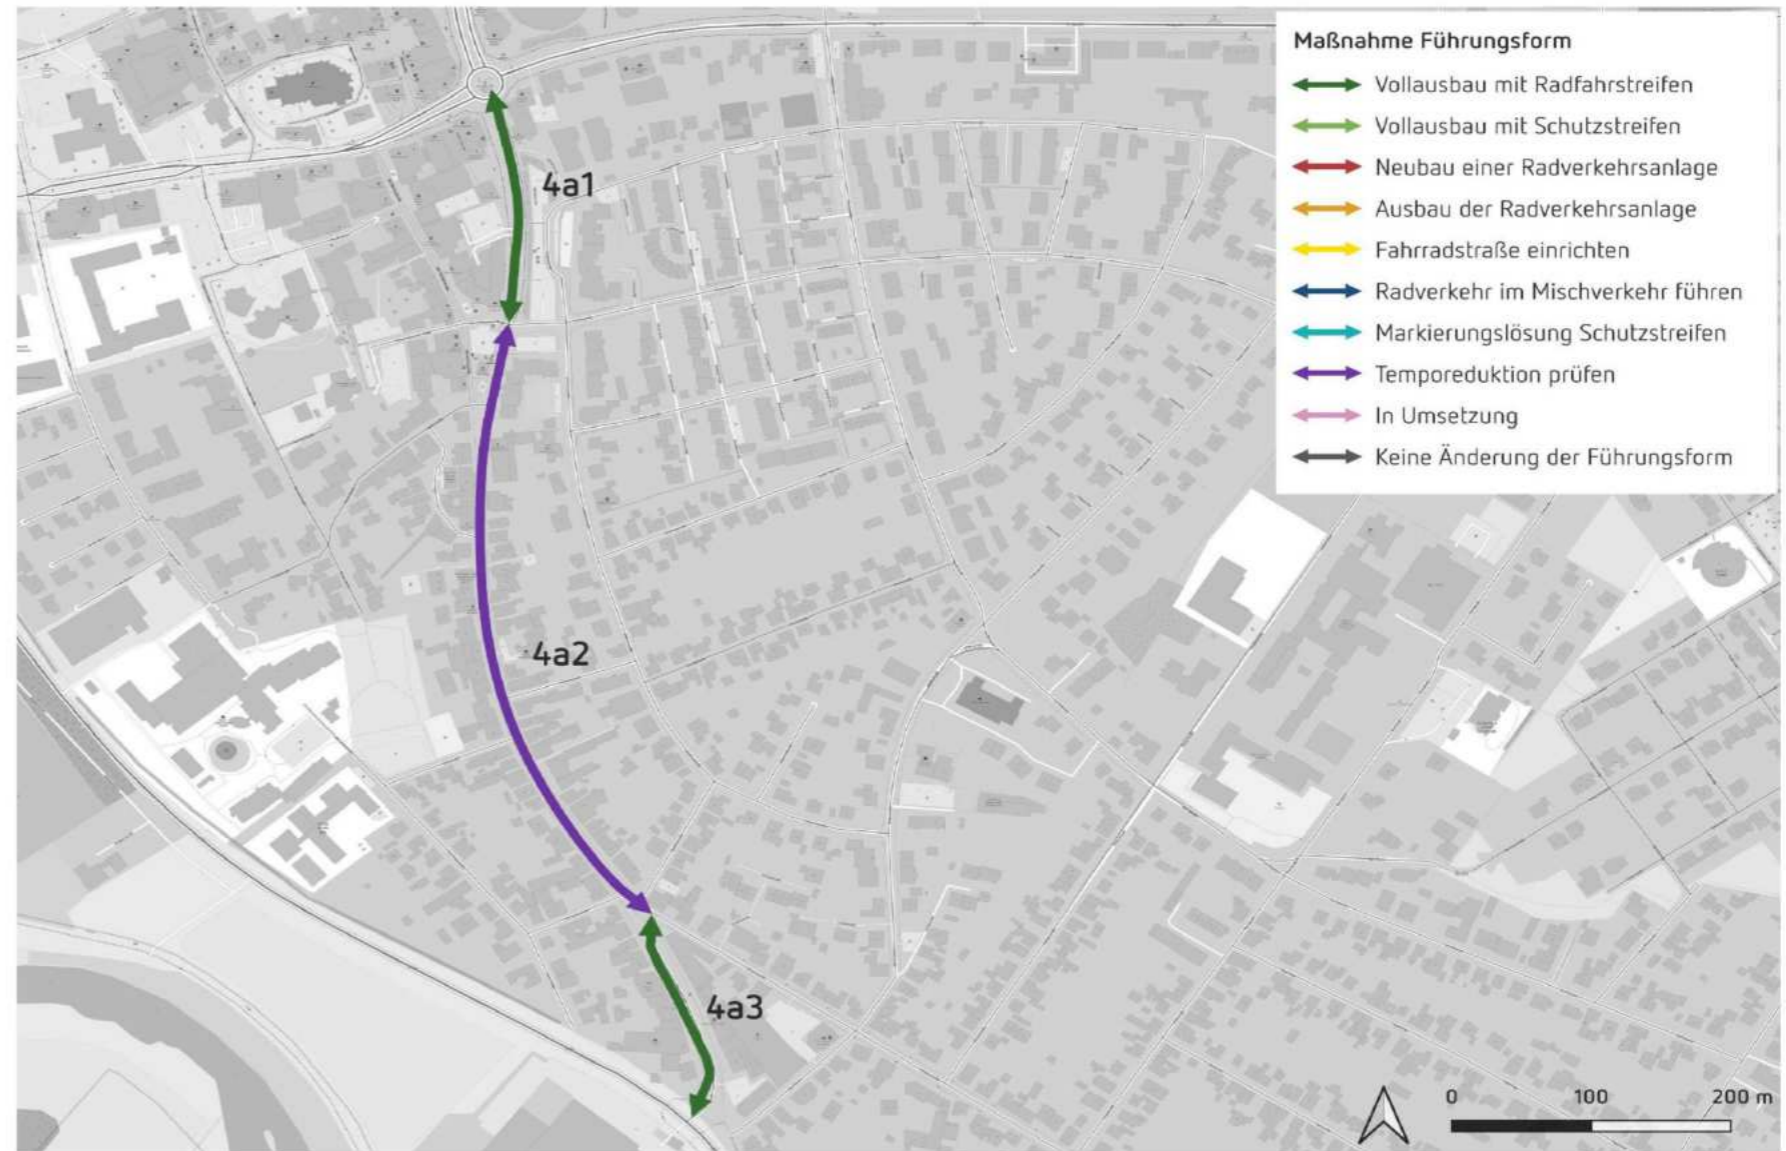 Maßnahme Führungsform
Vollausbau mit Radfahrstreifen
Vollausbau mit Schutzstreifen
Neubau einer Radverkehrsanlage
Ausbau der Radverkehrsanlage
Fahrradstraße einrichten
Radverkehr im Mischverkehr führen
Markierungslösung Schutzstreifen
Temporeduktion prüfen
In Umsetzung
Keine Änderung der Führungsform
4a1
4a2
4a3
0 100 200 m